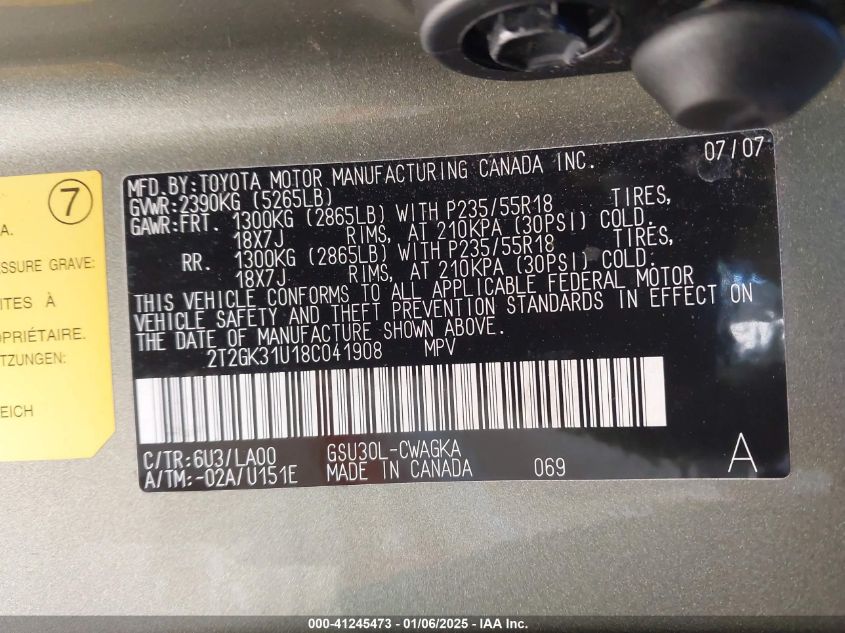 7
A.
SSURE GRAVE:
ITES À
OPRIÉTAIRE.
TZUNGEN:
EICH
MFD.BY:TOYOTA MOTOR MANUFACTURING CANADA INC. 07/07
GVWR:2390KG (5265LB)
GAWR:FRT. 1300KG (2865LB) WITH P235/55R18 TIRES,
18X7J RIMS, AT 210KPA (30PSI) COLD.
RR. 1300KG (2865LB) WITH P235/55R18 TIRES,
18X7J RIMS, AT 210KPA (30PSI) COLD.
THIS VEHICLE CONFORMS TO ALL APPLICABLE FEDERAL MOTOR
VEHICLE SAFETY AND THEFT PREVENTION STANDARDS IN EFFECT ON
THE DATE OF MANUFACTURE SHOWN ABOVE.
2T2GK31U18C041908 MPV
C/TR:6U3/LA00 GSU30L-CWAGKA
A/TM:-02A/U151E MADE IN CANADA 069 A
000-41245473 - 01/06/2025 - IAA Inc.